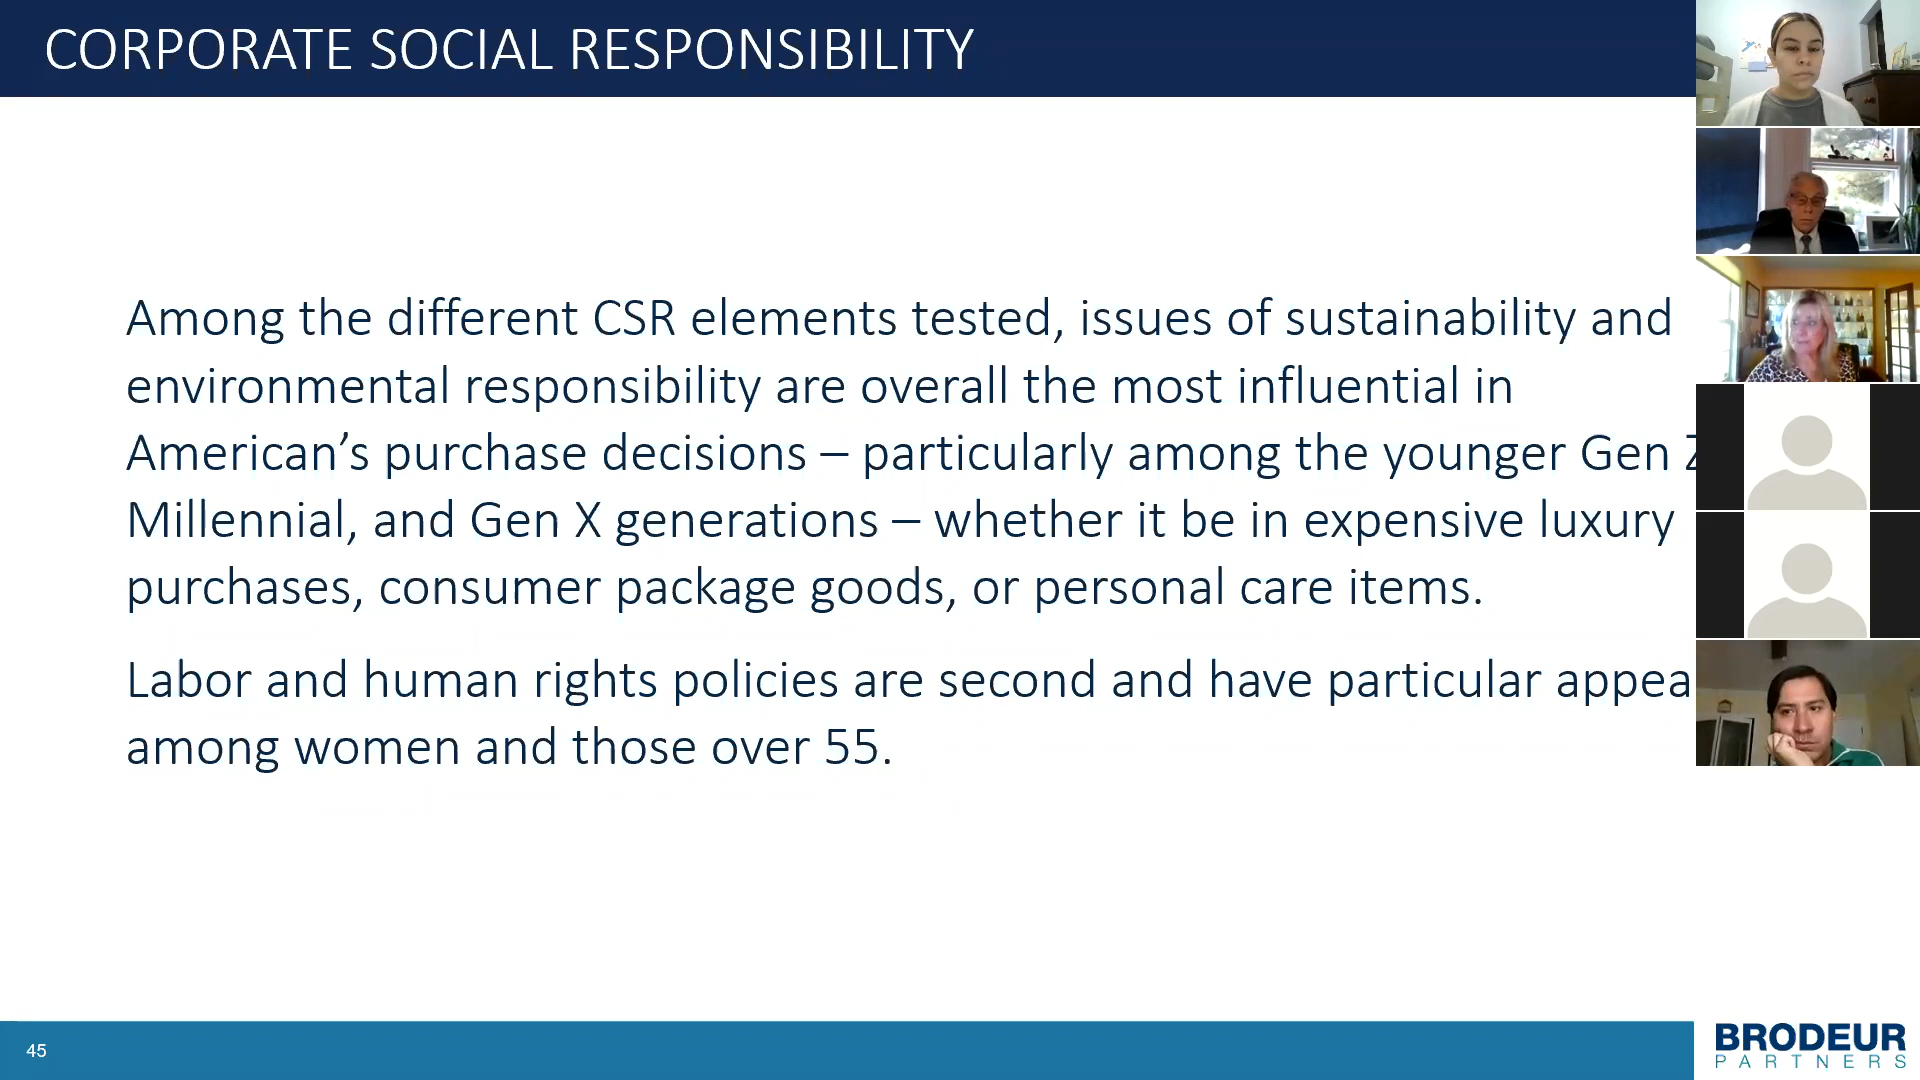 CORPORATE SOCIAL RESPONSIBILITY
Among the different CSR elements tested, issues of sustainability and
environmental responsibility are overall the most influential in
American’s purchase decisions – particularly among the younger Gen Z
Millennial, and Gen X generations – whether it be in expensive luxury
purchases, consumer package goods, or personal care items.
Labor and human rights policies are second and have particular appea
among women and those over 55.
45
BRODEUR
PARTNERS